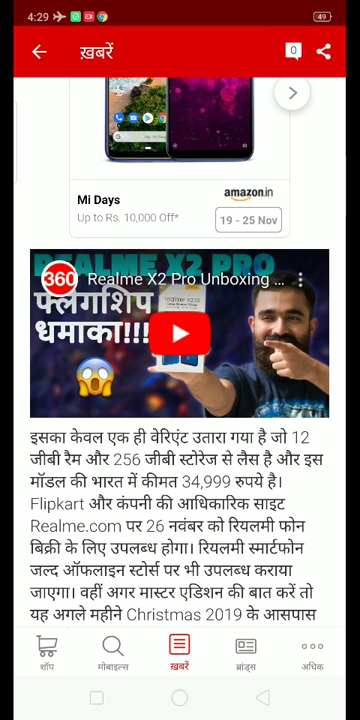 4:29
49
ख़बरें
0
Mi Days
amazon.in
Up to Rs. 10,000 Off*
19 - 25 Nov
REALME X2 PRO
360 Realme X2 Pro Unboxing ...
फ्लैगशिप
धमाका!!!
realme X2 Pro
इसका केवल एक ही वेरिएंट उतारा गया है जो 12
जीबी रैम और 256 जीबी स्टोरेज से लैस है और इस
मॉडल की भारत में कीमत 34,999 रुपये है।
Flipkart और कंपनी की आधिकारिक साइट
Realme.com पर 26 नवंबर को रियलमी फोन
बिक्री के लिए उपलब्ध होगा। रियलमी स्मार्टफोन
जल्द ऑफलाइन स्टोर्स पर भी उपलब्ध कराया
जाएगा। वहीं अगर मास्टर एडिशन की बात करें तो
यह अगले महीने Christmas 2019 के आसपास
शॉप
मोबाइल्स
ख़बरें
ब्रांड्स
अधिक